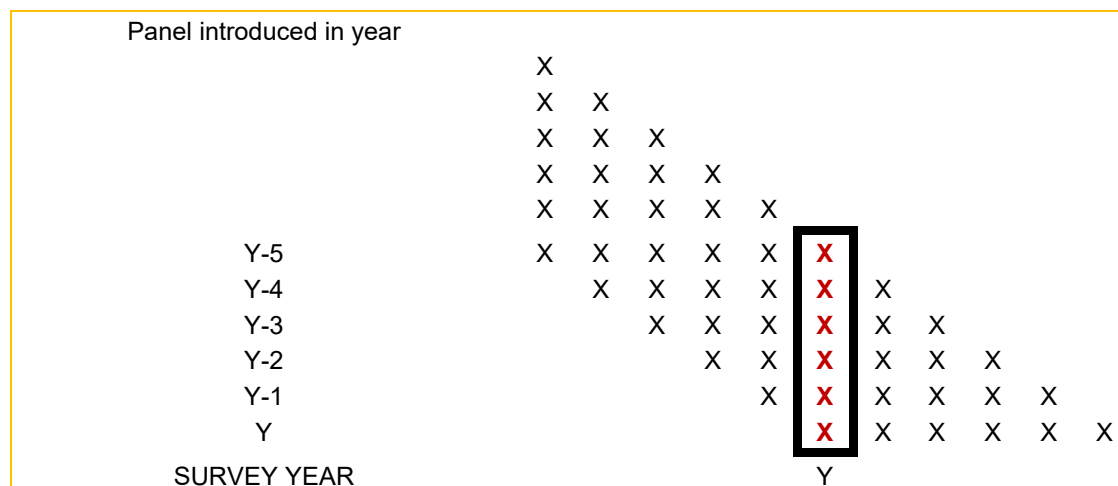 Panel introduced in year
X
X X
X X X
X X X X
X X X X X
Y-5 X X X X X X
Y-4 X X X X X X
Y-3 X X X X X X
Y-2 X X X X X X
Y-1 X X X X X X
Y X X X X X X
SURVEY YEAR Y